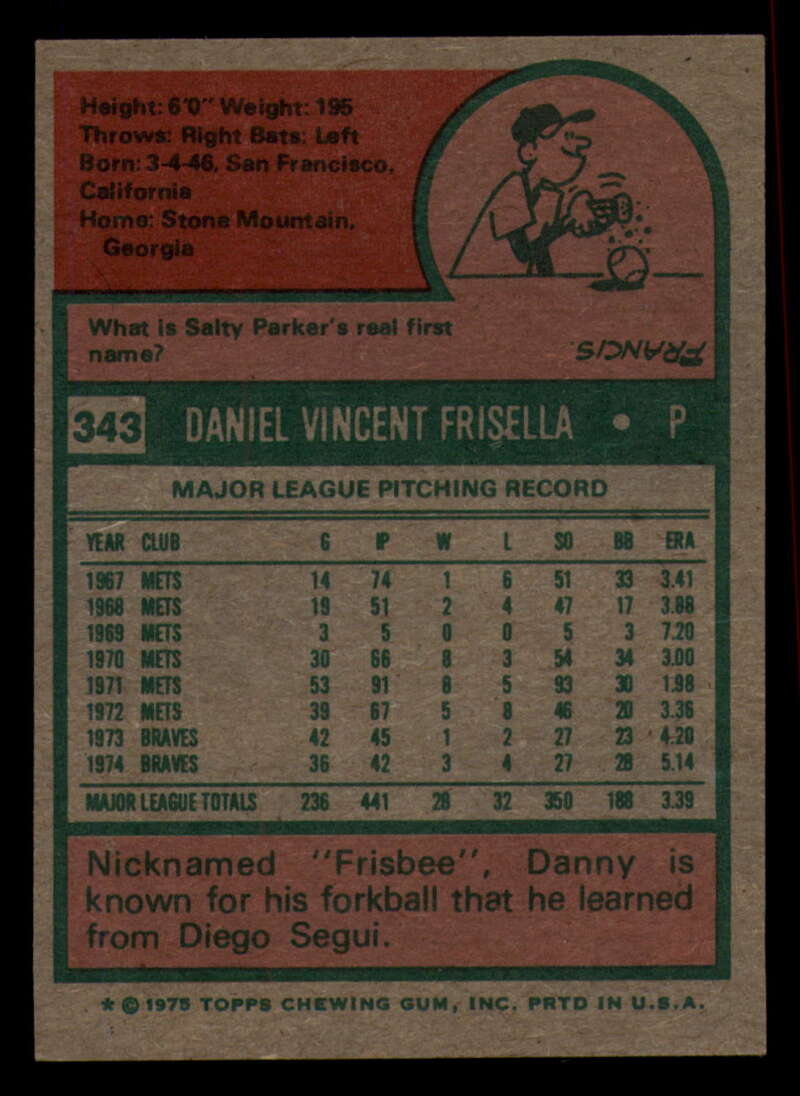 Height: 6'0" Weight: 195
Throws: Right Bats: Left
Born: 3-4-46, San Francisco,
California
Home: Stone Mountain,
Georgia
What is Salty Parker's real first
name?
FRANCIS.
343 DANIEL VINCENT FRISELLA • P
MAJOR LEAGUE PITCHING RECORD
YEAR CLUB G IP W L SO BB ERA
1967 METS 14 74 1 6 51 33 3.41
1968 METS 19 51 2 4 47 17 3.88
1969 METS 3 5 0 0 5 3 7.20
1970 METS 30 66 8 3 54 34 3.00
1971 METS 53 91 8 5 93 30 1.98
1972 METS 39 67 5 8 46 20 3.36
1973 BRAVES 42 45 1 2 27 23 4.20
1974 BRAVES 36 42 3 4 27 28 5.14
MAJOR LEAGUE TOTALS 236 441 28 32 350 188 3.39
Nicknamed "Frisbee", Danny is
known for his forkball that he learned
from Diego Segui.
* © 1975 TOPPS CHEWING GUM, INC. PRTD IN U.S.A.